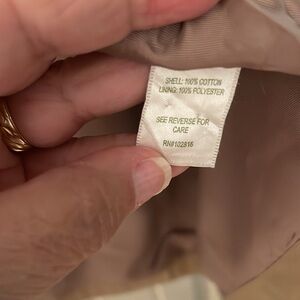 SHELL: 100% COTTON
LINING: 100% POLYESTER
SEE REVERSE FOR
CARE
RN#102816